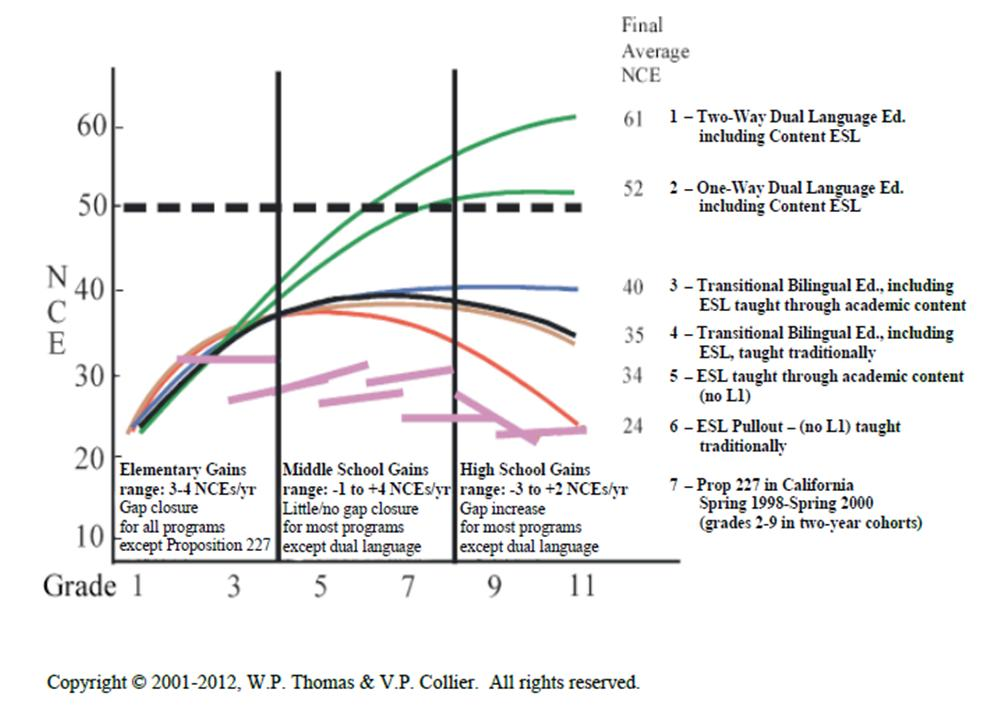 Final
Average
NCE
60
50
40
30
20
10
N
C
E
61
1 – Two-Way Dual Language Ed.
including Content ESL
52
2 – One-Way Dual Language Ed.
including Content ESL
40
3 – Transitional Bilingual Ed., including
ESL taught through academic content
35
4 – Transitional Bilingual Ed., including
ESL, taught traditionally
34
5 – ESL taught through academic content
(no L1)
24
6 – ESL Pullout – (no L1) taught
traditionally
7 – Prop 227 in California
Spring 1998-Spring 2000
(grades 2-9 in two-year cohorts)
Elementary Gains
range: 3-4 NCEs/yr
Gap closure
for all programs
except Proposition 227
Middle School Gains
range: -1 to +4 NCEs/yr
Little/no gap closure
for most programs
except dual language
High School Gains
range: -3 to +2 NCEs/yr
Gap increase
for most programs
except dual language
Grade 1 3 5 7 9 11
Copyright © 2001-2012, W.P. Thomas & V.P. Collier. All rights reserved.